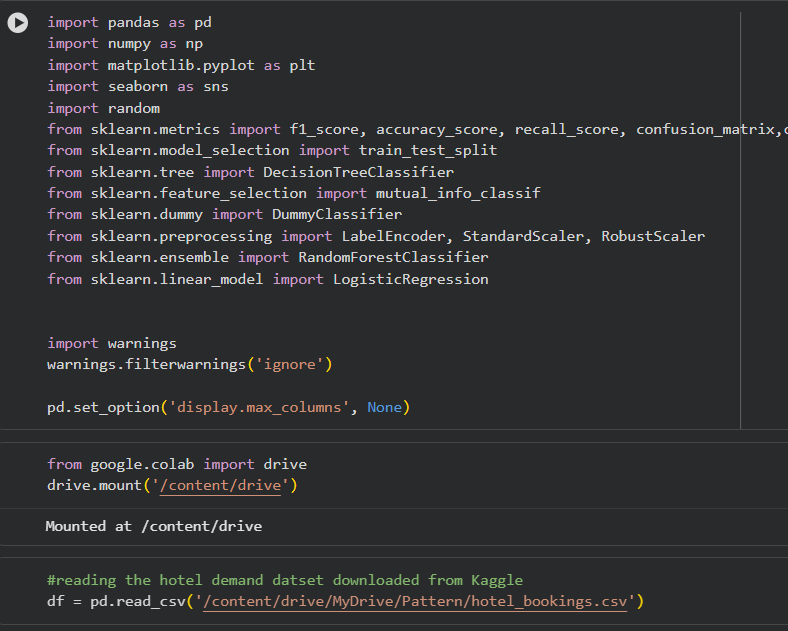 import pandas as pd
import numpy as np
import matplotlib.pyplot as plt
import seaborn as sns
import random
from sklearn.metrics import f1_score, accuracy_score, recall_score, confusion_matrix,
from sklearn.model_selection import train_test_split
from sklearn.tree import DecisionTreeClassifier
from sklearn.feature_selection import mutual_info_classif
from sklearn.dummy import DummyClassifier
from sklearn.preprocessing import LabelEncoder, StandardScaler, RobustScaler
from sklearn.ensemble import RandomForestClassifier
from sklearn.linear_model import LogisticRegression
import warnings
warnings.filterwarnings('ignore')
pd.set_option('display.max_columns', None)
from google.colab import drive
drive.mount('/content/drive')
Mounted at /content/drive
#reading the hotel demand datset downloaded from Kaggle
df = pd.read_csv('/content/drive/MyDrive/Pattern/hotel_bookings.csv')